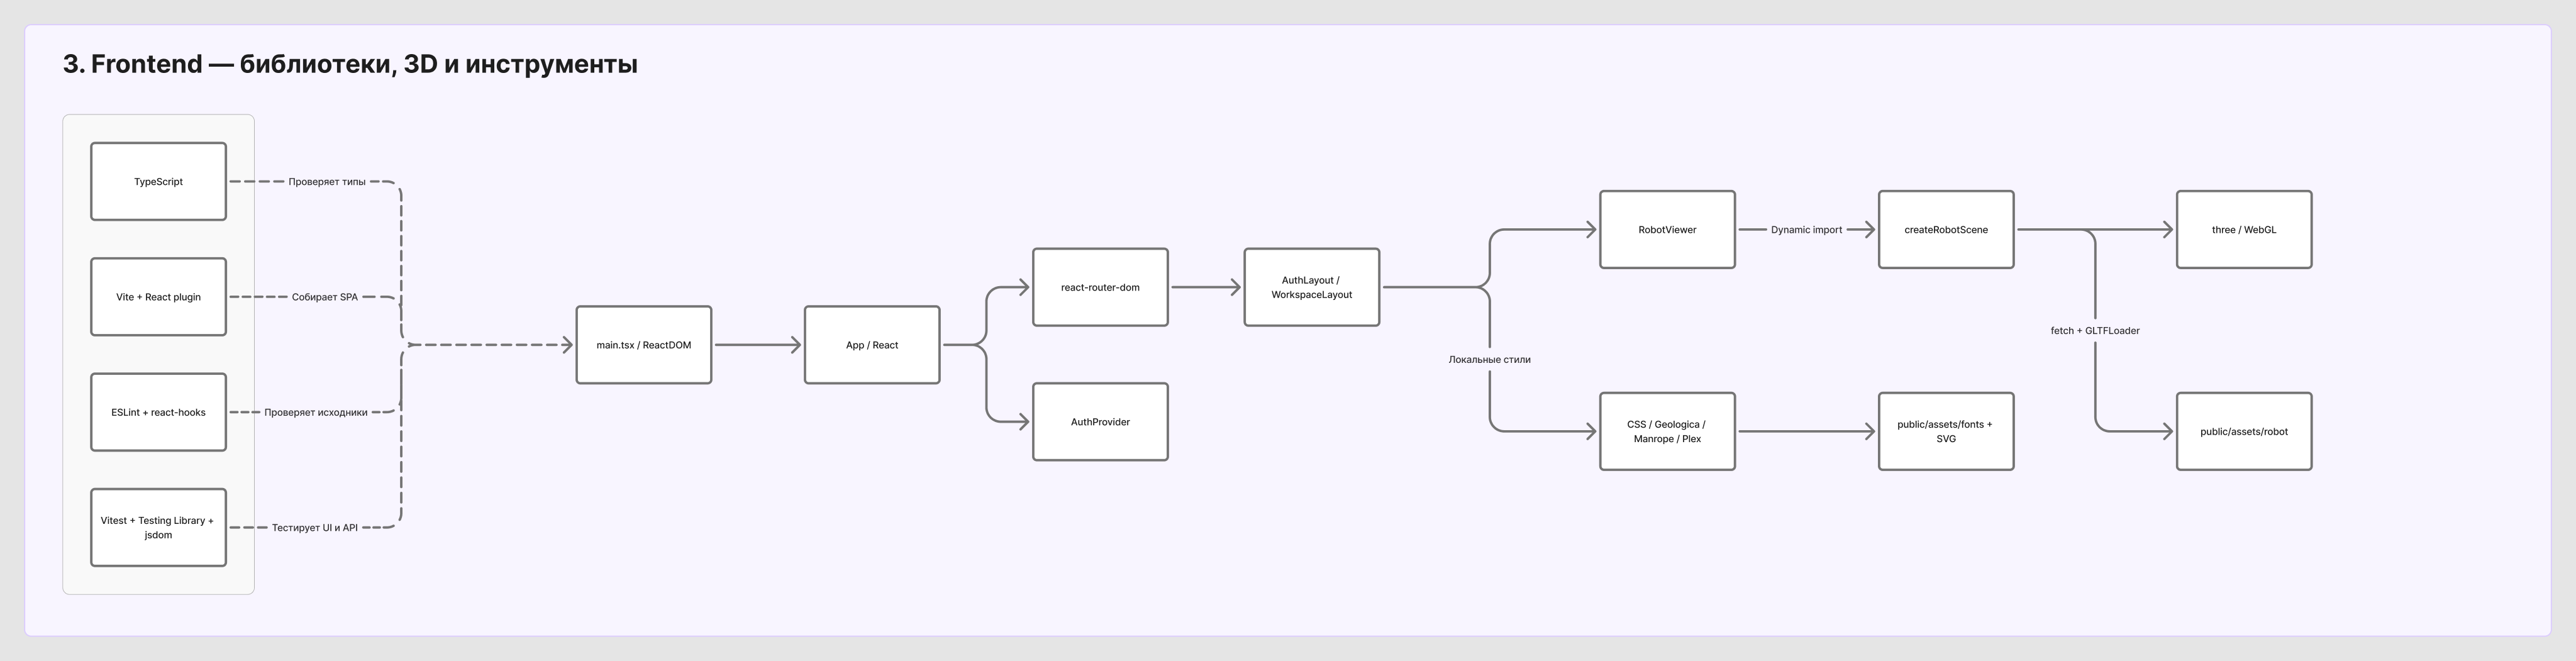 3. Frontend — библиотеки, 3D и инструменты
TypeScript
Проверяет типы
Vite + React plugin
Собирает SPA
ESLint + react-hooks
Проверяет исходники
Vitest + Testing Library +
jsdom
Тестирует UI и API
main.tsx / ReactDOM
App / React
react-router-dom
AuthProvider
AuthLayout /
WorkspaceLayout
Локальные стили
RobotViewer
Dynamic import
createRobotScene
three / WebGL
fetch + GLTFLoader
CSS / Geologica /
Manrope / Plex
public/assets/fonts +
SVG
public/assets/robot